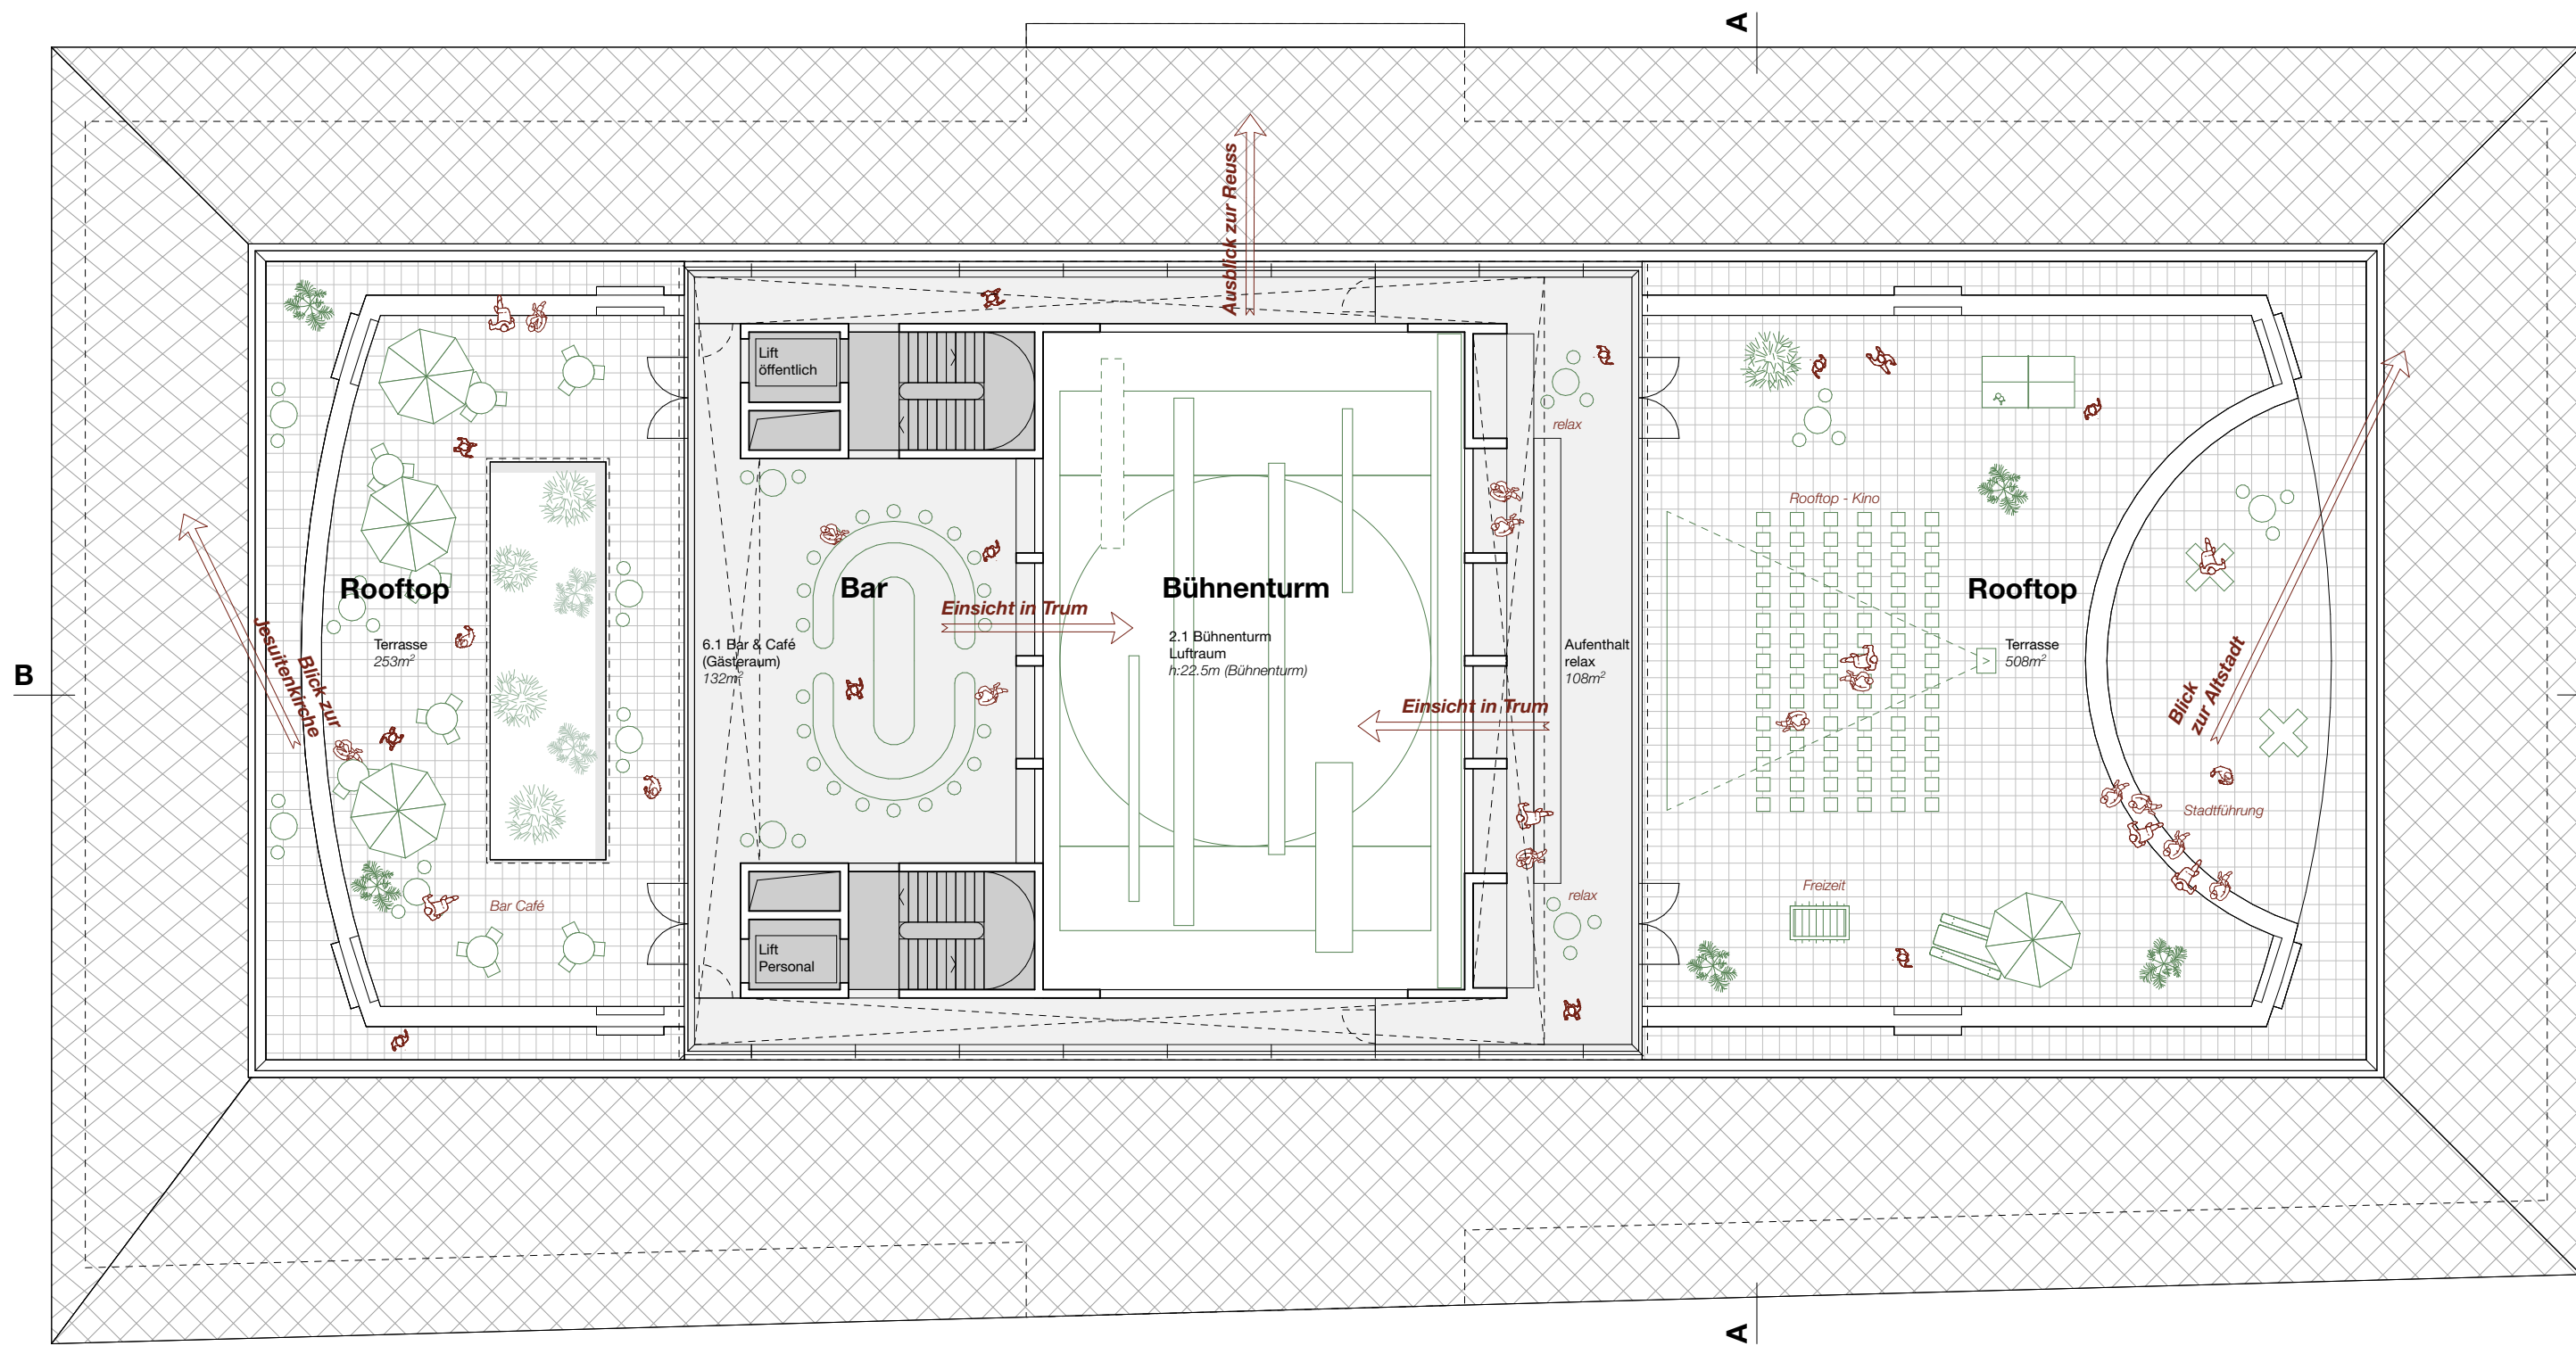 A
Ausblick zur Reuss
Lift
öffentlich
relax
Rooftop - Kino
Rooftop
Bar
Bühnenturm
Rooftop
Einsicht in Trum
Terrasse
253m²
6.1 Bar & Café
(Gästeraum)
132m²
2.1 Bühnenturm
Luftraum
h:22.5m (Bühnenturm)
Aufenthalt
relax
108m²
Terrasse
508m²
B
Blick zur
Jesuitenkirche
Einsicht in Trum
Blick
zur Altstadt
Stadtführung
Bar Café
relax
Freizeit
Lift
Personal
A